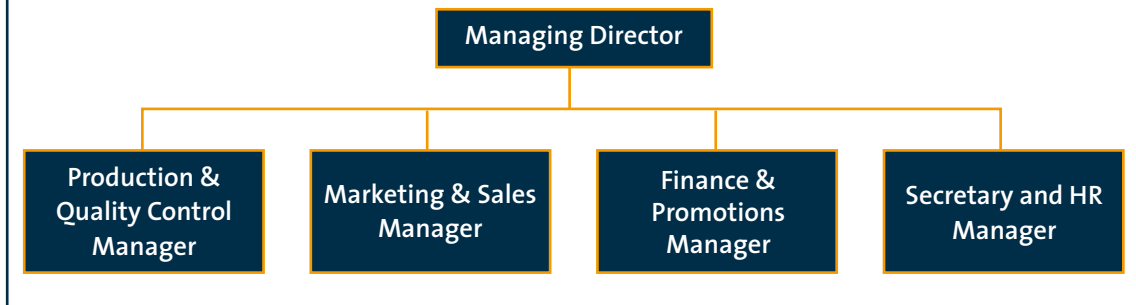 Managing Director
Production &
Quality Control
Manager
Marketing & Sales
Manager
Finance &
Promotions
Manager
Secretary and HR
Manager